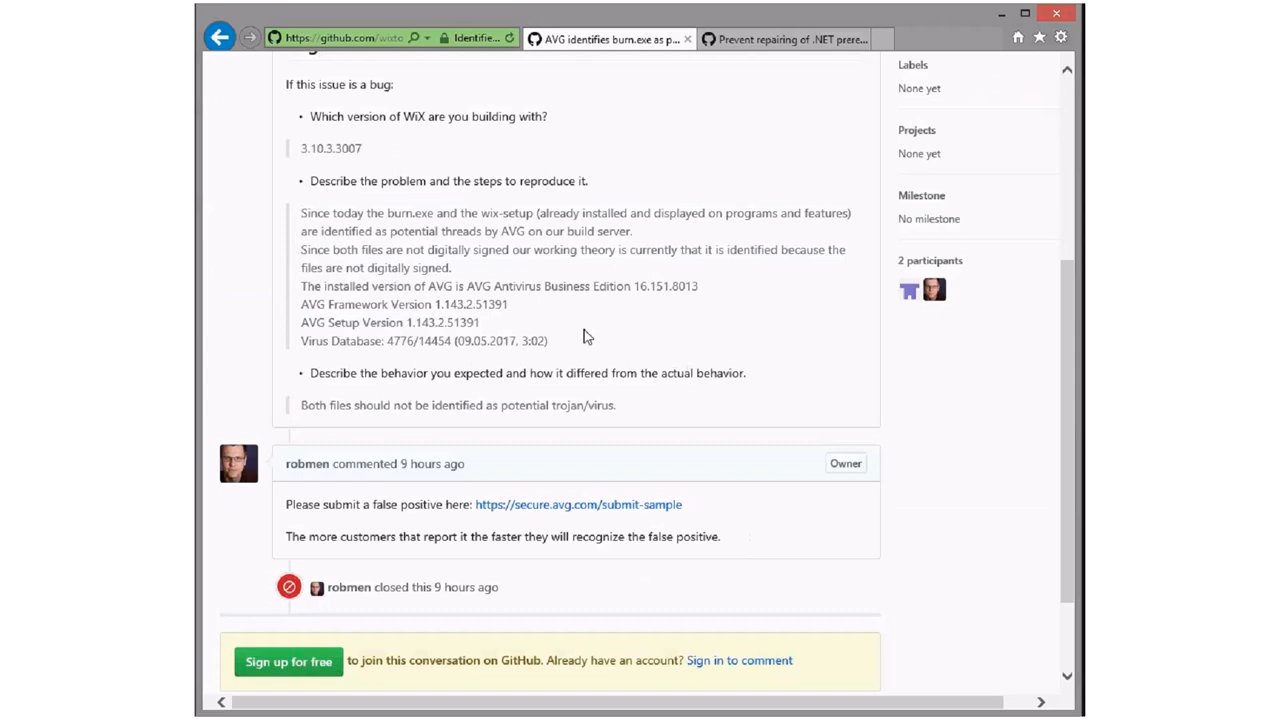 https://github.com/wixto
Identifie...
AVG identifies burn.exe as p...
Prevent repairing of .NET prere...
If this issue is a bug:
• Which version of WiX are you building with?
3.10.3.3007
• Describe the problem and the steps to reproduce it.
Since today the burn.exe and the wix-setup (already installed and displayed on programs and features)
are identified as potential threads by AVG on our build server.
Since both files are not digitally signed our working theory is currently that it is identified because the
files are not digitally signed.
The installed version of AVG is AVG Antivirus Business Edition 16.151.8013
AVG Framework Version 1.143.2.51391
AVG Setup Version 1.143.2.51391
Virus Database: 4776/14454 (09.05.2017, 3:02)
• Describe the behavior you expected and how it differed from the actual behavior.
Both files should not be identified as potential trojan/virus.
robmen commented 9 hours ago
Owner
Please submit a false positive here: https://secure.avg.com/submit-sample
The more customers that report it the faster they will recognize the false positive.
robmen closed this 9 hours ago
Sign up for free to join this conversation on GitHub. Already have an account? Sign in to comment
Labels
None yet
Projects
None yet
Milestone
No milestone
2 participants